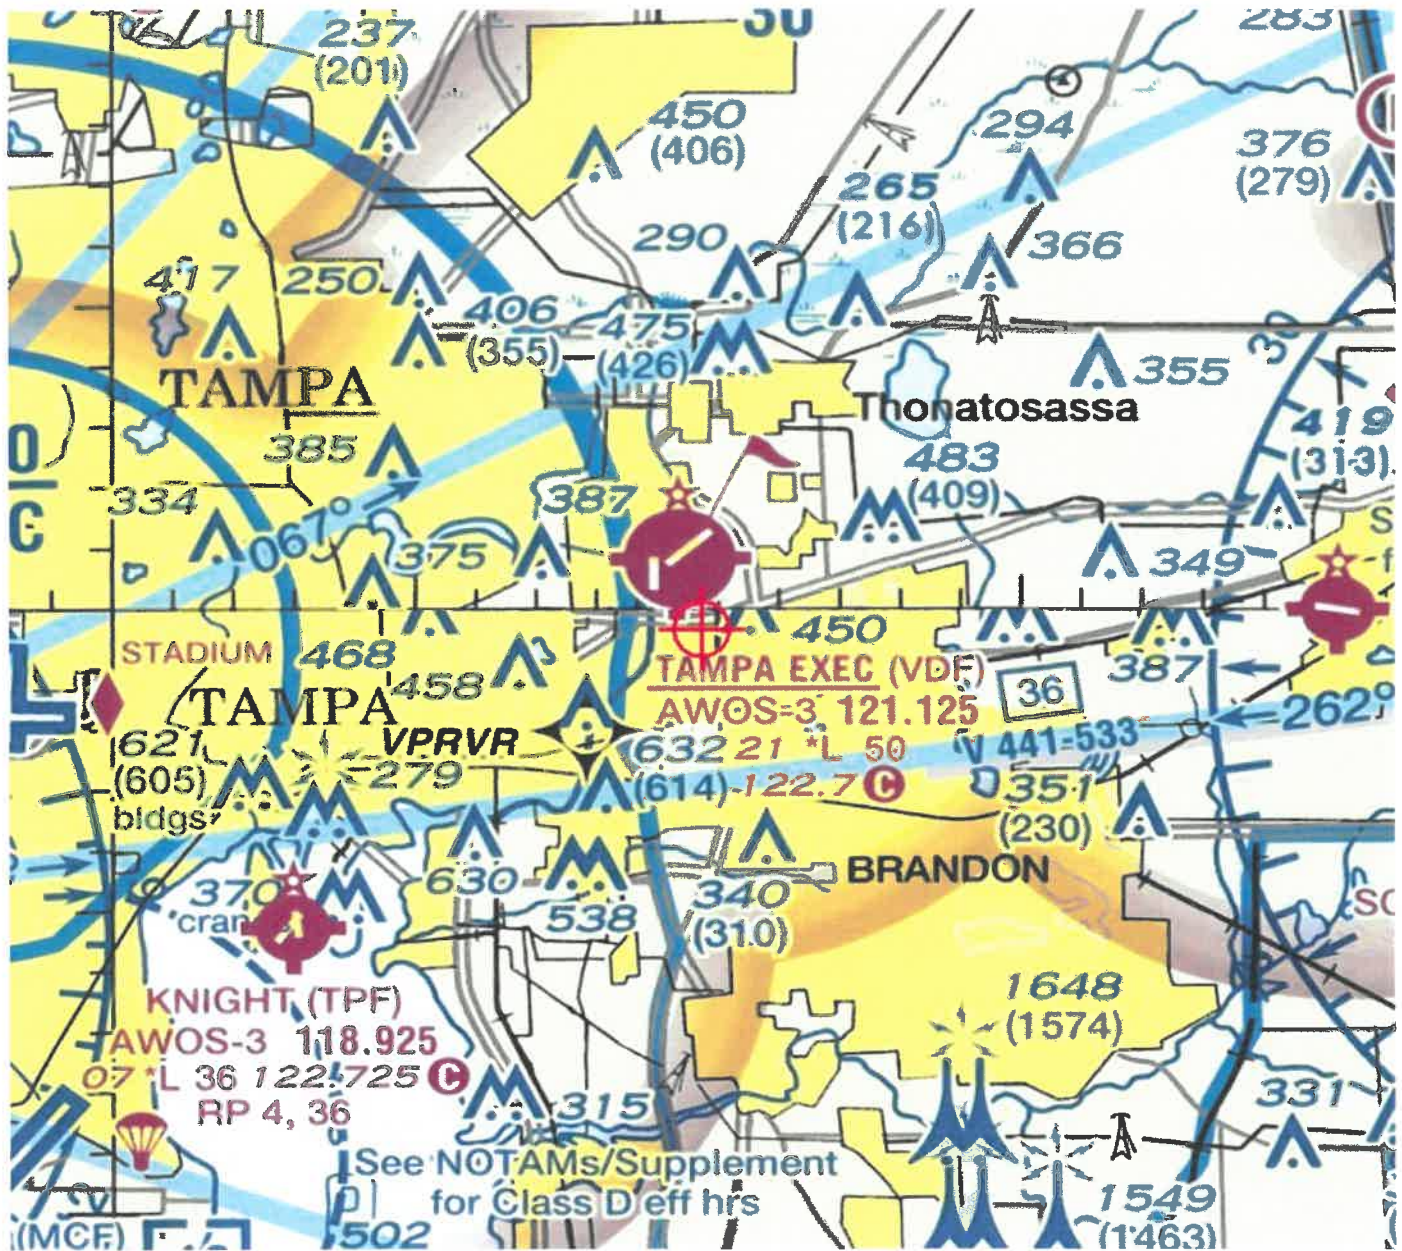 30
283
237
(201)
450
(406)
294
376
(279)
265
(216)
290
366
417
250
406
(355)
475
(426)
30
355
TAMPA
Thonatosassa
419
(313)
385
483
(409)
334
387
067°
375
349
450
STADIUM
468
TAMPA EXEC (VDF)
387
458
36
TAMPA
AWOS-3 121.125
262°
621
(605)
bldgs
VPRVR
279
632
(614)
21 *L 50
122.7 C
V 441-533
351
(230)
370
630
340
(310)
BRANDON
538
KNIGHT (TPF)
AWOS-3 118.925
07 *L 36 122.725 C
RP 4, 36
1648
(1574)
315
331
See NOTAMs/Supplement
for Class D eff hrs
1549
(1463)
(MCF)
502